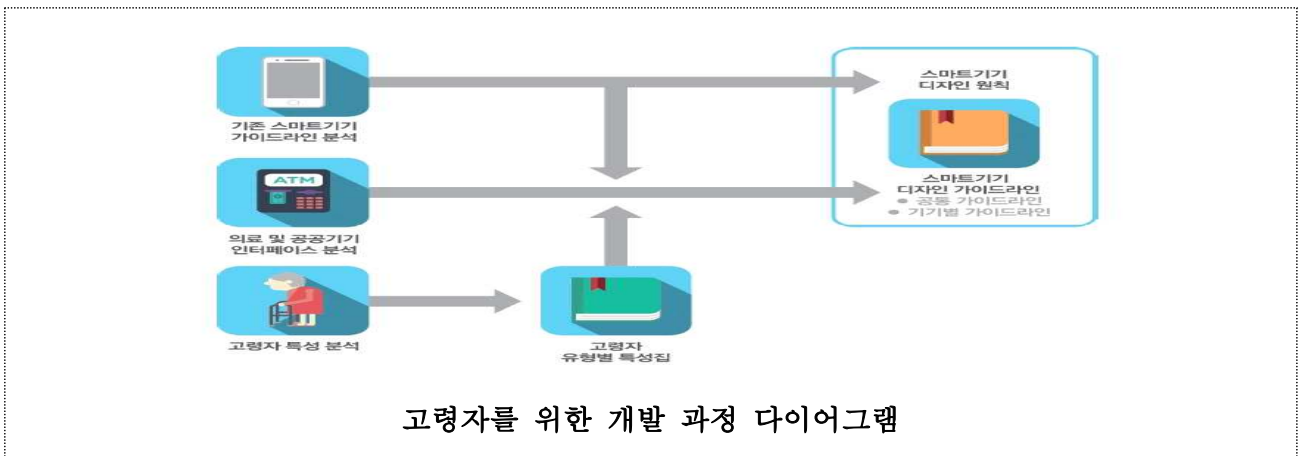 기존 스마트기기
가이드라인 분석
ATM
의료 및 공공기기
인터페이스 분석
고령자 특성 분석
고령자
유형별 특성집
스마트기기
디자인 원칙
스마트기기
디자인 가이드라인
● 공통 가이드라인
● 기기별 가이드라인
고령자를 위한 개발 과정 다이어그램